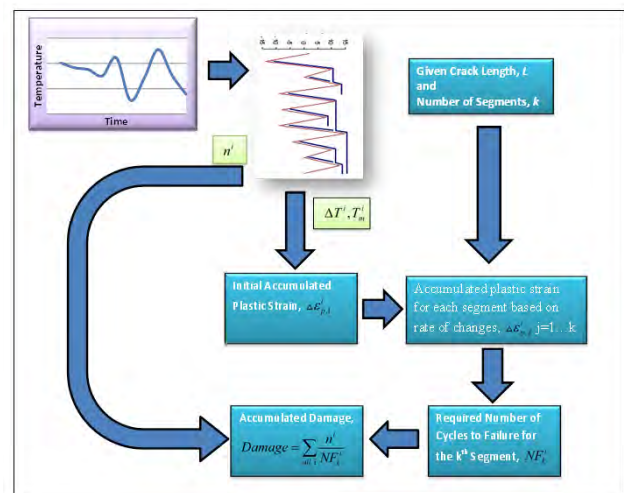 Temperature
Time
Given Crack Length, L
and
Number of Segments, k
n^i
ΔT^i, T_m^i
Initial Accumulated
Plastic Strain, Δε_{p,1}^i
Accumulated plastic strain
for each segment based on
rate of changes, Δε_{p,j}^i j=1...k
Accumulated Damage,
Damage = Σ n^i / NF_k^i
Required Number of
Cycles to Failure for
the k^th Segment, NF_k^i